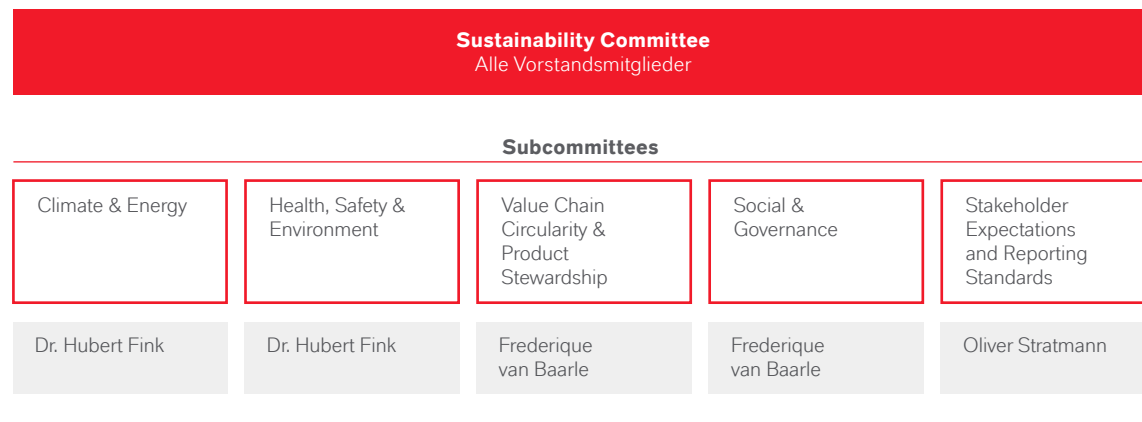 Sustainability Committee
Alle Vorstandsmitglieder
Subcommittees
Climate & Energy
Health, Safety &
Environment
Value Chain
Circularity &
Product
Stewardship
Social &
Governance
Stakeholder
Expectations
and Reporting
Standards
Dr. Hubert Fink
Dr. Hubert Fink
Frederique
van Baarle
Frederique
van Baarle
Oliver Stratmann